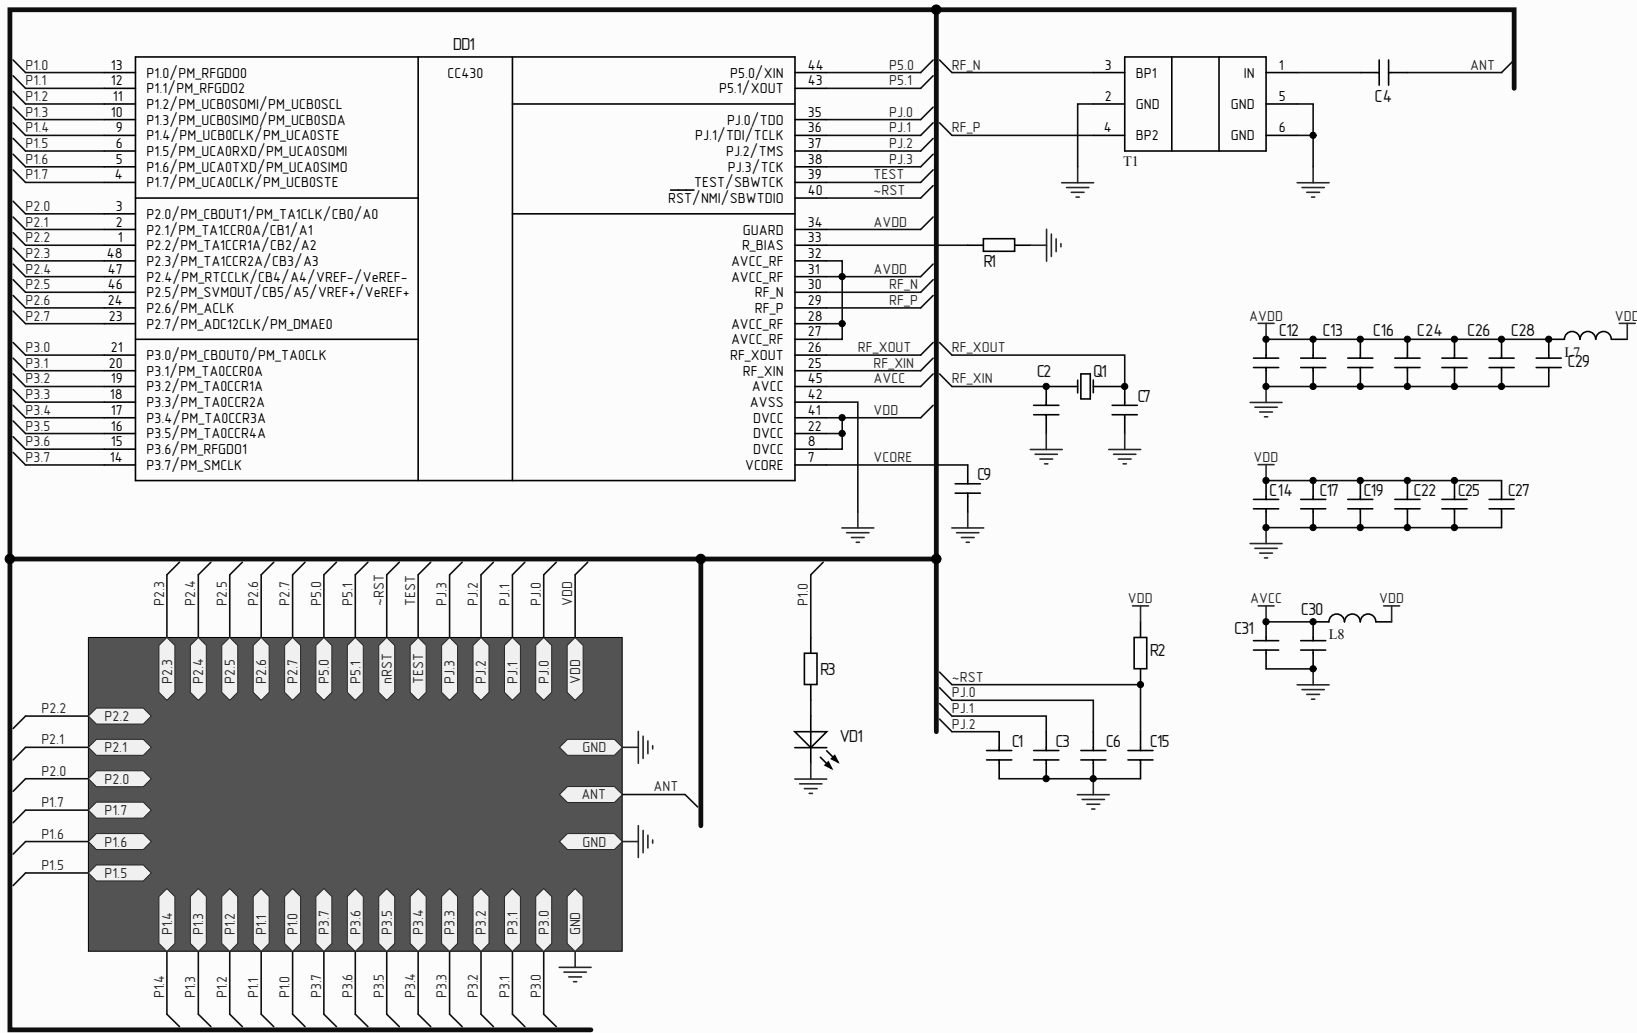 DD1
CC430
P1.0 13 P1.0/PM_RFGDO0
P1.1 12 P1.1/PM_RFGDO2
P1.2 11 P1.2/PM_UCB0SOMI/PM_UCB0SCL
P1.3 10 P1.3/PM_UCB0SIMO/PM_UCB0SDA
P1.4 9 P1.4/PM_UCB0CLK/PM_UCA0STE
P1.5 6 P1.5/PM_UCA0RXD/PM_UCA0SOMI
P1.6 5 P1.6/PM_UCA0TXD/PM_UCA0SIMO
P1.7 4 P1.7/PM_UCA0CLK/PM_UCB0STE
P2.0 3 P2.0/PM_CBOUT1/PM_TA1CLK/CB0/A0
P2.1 2 P2.1/PM_TA1CCR0A/CB1/A1
P2.2 1 P2.2/PM_TA1CCR1A/CB2/A2
P2.3 48 P2.3/PM_TA1CCR2A/CB3/A3
P2.4 47 P2.4/PM_RTCCLK/CB4/A4/VREF-/VeREF-
P2.5 46 P2.5/PM_SVMOUT/CB5/A5/VREF+/VeREF+
P2.6 24 P2.6/PM_ACLK
P2.7 23 P2.7/PM_ADC12CLK/PM_DMAE0
P3.0 21 P3.0/PM_CBOUT0/PM_TA0CLK
P3.1 20 P3.1/PM_TA0CCR0A
P3.2 19 P3.2/PM_TA0CCR1A
P3.3 18 P3.3/PM_TA0CCR2A
P3.4 17 P3.4/PM_TA0CCR3A
P3.5 16 P3.5/PM_TA0CCR4A
P3.6 15 P3.6/PM_RFGDO1
P3.7 14 P3.7/PM_SMCLK
P5.0/XIN 44 P5.0
P5.1/XOUT 43 P5.1
PJ.0/TDO 35 PJ.0
PJ.1/TDI/TCLK 36 PJ.1
PJ.2/TMS 37 PJ.2
PJ.3/TCK 38 PJ.3
TEST/SBWTCK 39 TEST
RST/NMI/SBWTDIO 40 ~RST
GUARD 34 AVDD
R_BIAS 33
AVCC_RF 32
AVCC_RF 31 AVDD
RF_N 30 RF_N
RF_P 29 RF_P
AVCC_RF 28
AVCC_RF 27
RF_XOUT 26 RF_XOUT
RF_XIN 25 RF_XIN
AVCC 45 AVCC
AVSS 42
DVCC 41 VDD
DVCC 22
DVCC 8
VCORE 7 VCORE
C9
R1
RF_N 3 BP1 IN 1 ANT
C4
2 GND GND 5
RF_P 4 BP2 GND 6
T1
RF_XOUT
RF_XIN C2 Q1
C7
AVDD VDD
C12 C13 C16 C24 C26 C28
L7
C29
VDD
C14 C17 C19 C22 C25 C27
AVCC C30 VDD
C31 L8
P2.3 P2.4 P2.5 P2.6 P2.7 P5.0 P5.1 ~RST TEST PJ.3 PJ.2 PJ.1 PJ.0 VDD
P2.3 P2.4 P2.5 P2.6 P2.7 P5.0 P5.1 nRST TEST PJ.3 PJ.2 PJ.1 PJ.0 VDD
P2.2 P2.2
P2.1 P2.1 GND
P2.0 P2.0
ANT ANT
P1.7 P1.7
P1.6 P1.6 GND
P1.5 P1.5
P1.4 P1.3 P1.2 P1.1 P1.0 P3.7 P3.6 P3.5 P3.4 P3.3 P3.2 P3.1 P3.0 GND
P1.4 P1.3 P1.2 P1.1 P1.0 P3.7 P3.6 P3.5 P3.4 P3.3 P3.2 P3.1 P3.0
P1.0
R3
VD1
VDD
R2
~RST
PJ.0
PJ.1
PJ.2
C1 C3 C6 C15